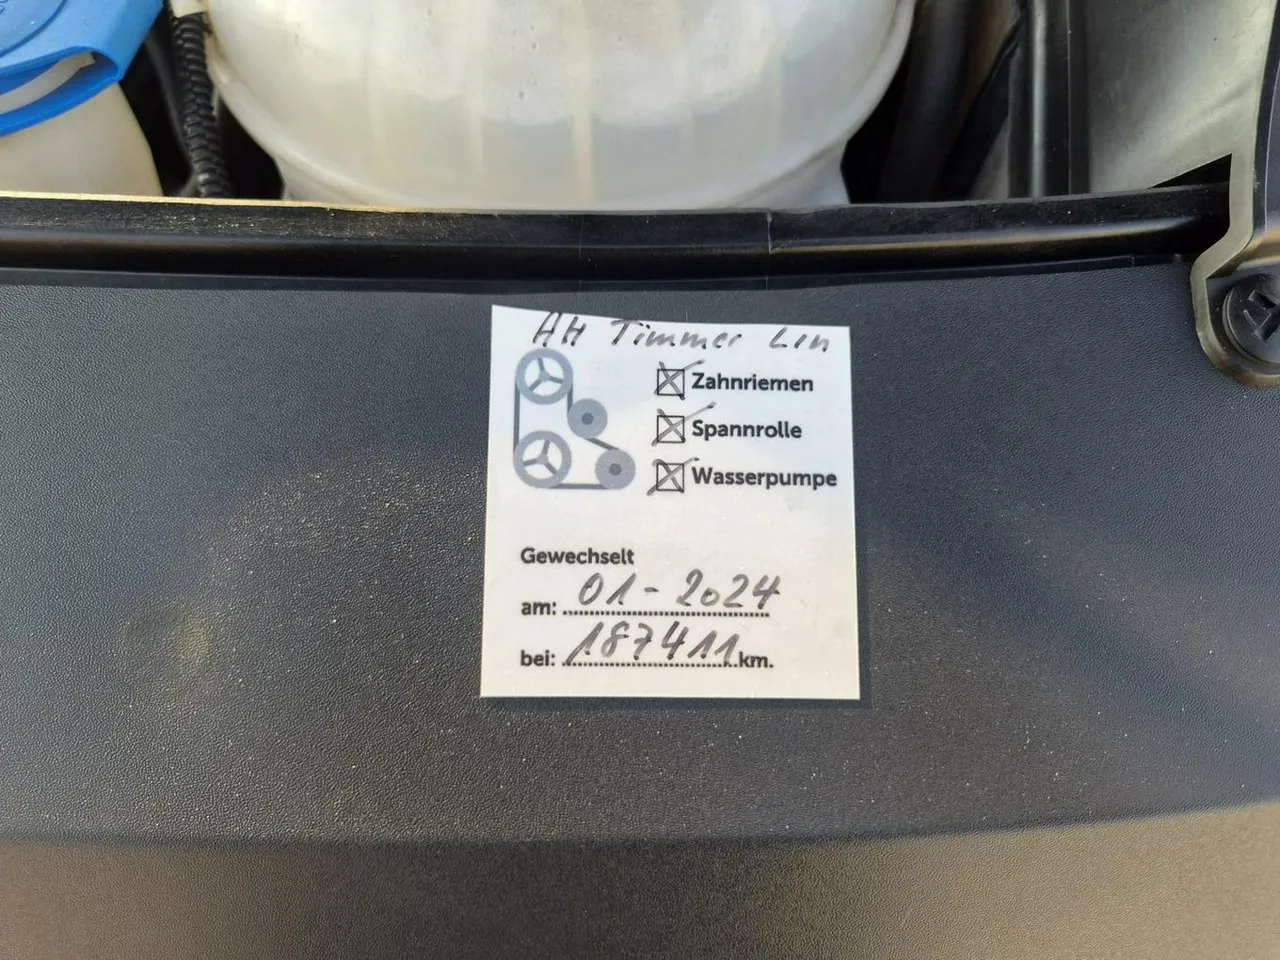 AH Timmer Lin
Zahnriemen
Spannrolle
Wasserpumpe
Gewechselt
am: 01-2024
bei: 187411 km.